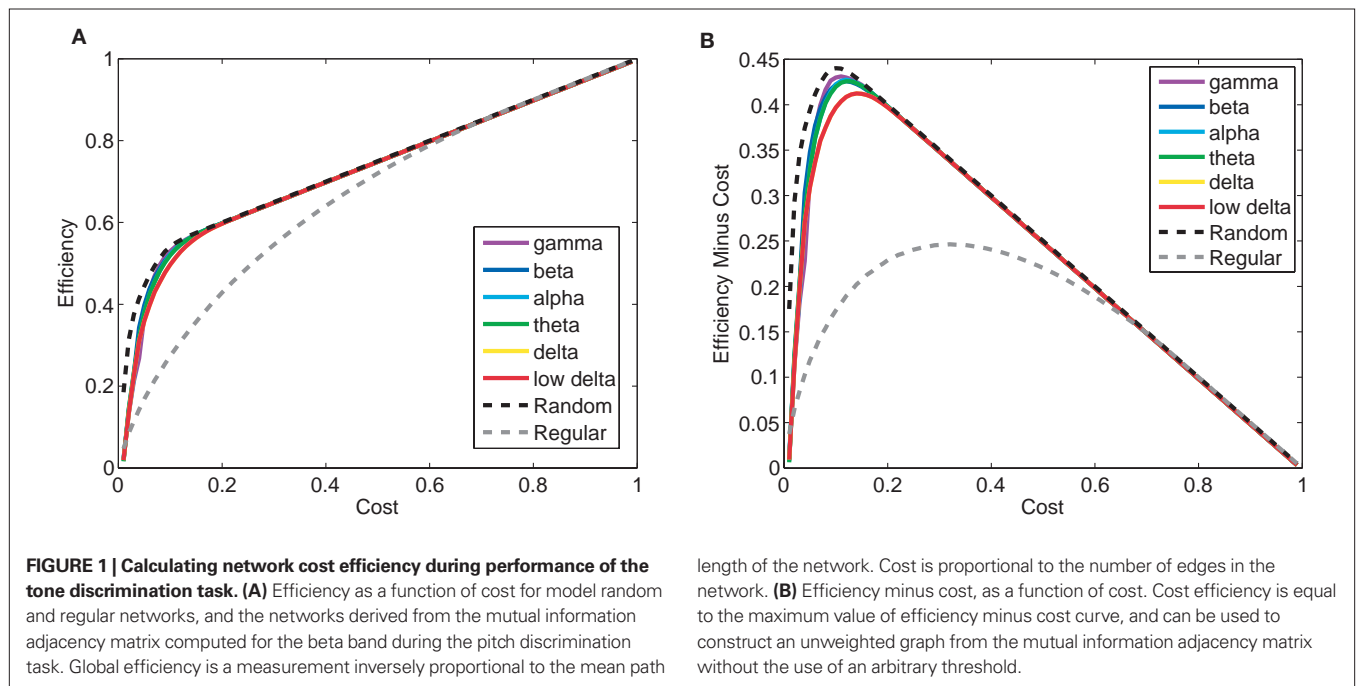 A
1
0.8
0.6
0.4
0.2
0
Efficiency
0
0.2
0.4
0.6
0.8
1
Cost
gamma
beta
alpha
theta
delta
low delta
Random
Regular
B
0.45
0.4
0.35
0.3
0.25
0.2
0.15
0.1
0.05
0
Efficiency Minus Cost
0
0.2
0.4
0.6
0.8
1
Cost
gamma
beta
alpha
theta
delta
low delta
Random
Regular
FIGURE 1 | Calculating network cost efficiency during performance of the
tone discrimination task. (A) Efficiency as a function of cost for model random
and regular networks, and the networks derived from the mutual information
adjacency matrix computed for the beta band during the pitch discrimination
task. Global efficiency is a measurement inversely proportional to the mean path
length of the network. Cost is proportional to the number of edges in the
network. (B) Efficiency minus cost, as a function of cost. Cost efficiency is equal
to the maximum value of efficiency minus cost curve, and can be used to
construct an unweighted graph from the mutual information adjacency matrix
without the use of an arbitrary threshold.